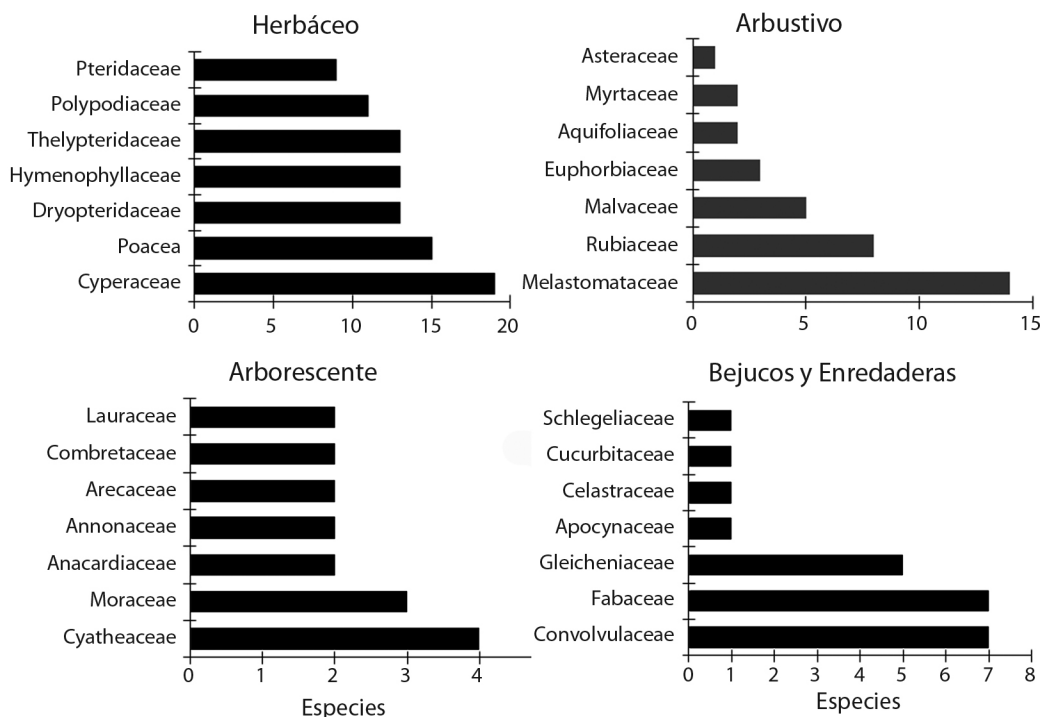 Herbáceo
Pteridaceae
Polypodiaceae
Thelypteridaceae
Hymenophyllaceae
Dryopteridaceae
Poacea
Cyperaceae
0 5 10 15 20
Arbustivo
Asteraceae
Myrtaceae
Aquifoliaceae
Euphorbiaceae
Malvaceae
Rubiaceae
Melastomataceae
0 5 10 15
Arborescente
Lauraceae
Combretaceae
Arecaceae
Annonaceae
Anacardiaceae
Moraceae
Cyatheaceae
0 1 2 3 4
Especies
Bejucos y Enredaderas
Schlegeliaceae
Cucurbitaceae
Celastraceae
Apocynaceae
Gleicheniaceae
Fabaceae
Convolvulaceae
0 1 2 3 4 5 6 7 8
Especies